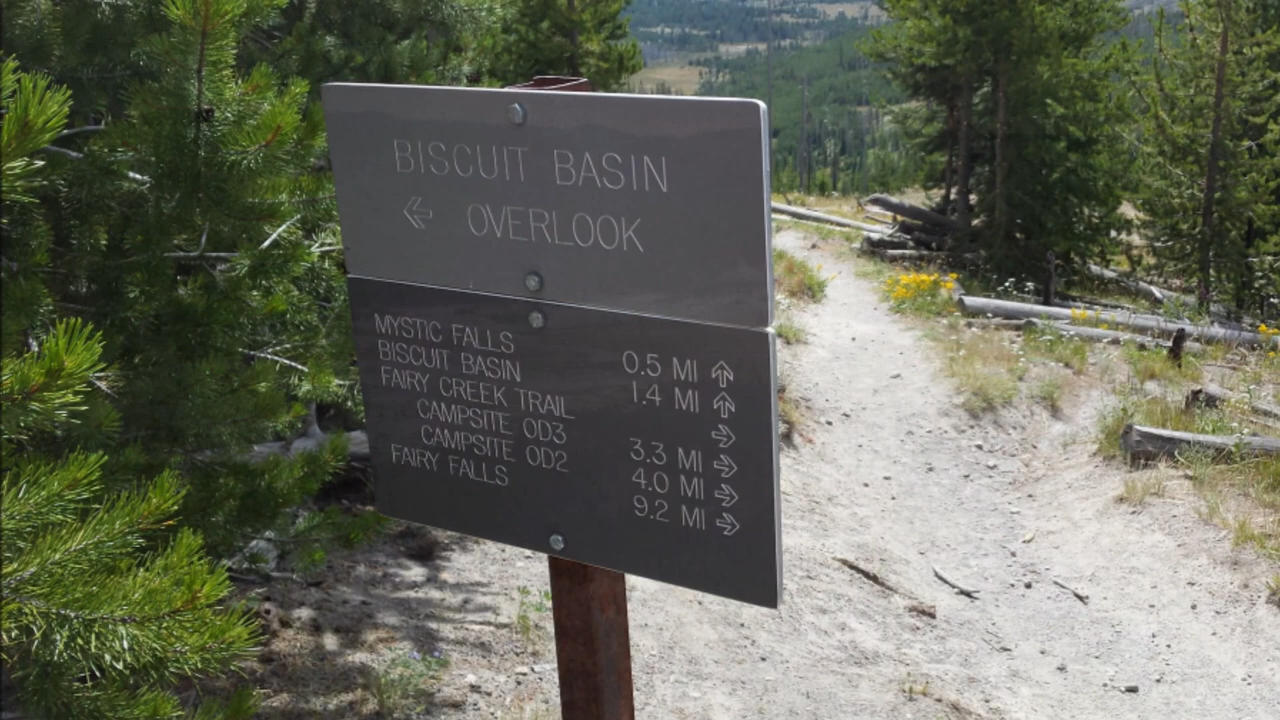 BISCUIT BASIN
← OVERLOOK
MYSTIC FALLS 0.5 MI ↑
BISCUIT BASIN 1.4 MI ↑
FAIRY CREEK TRAIL →
CAMPSITE OD3 3.3 MI →
CAMPSITE OD2 4.0 MI →
FAIRY FALLS 9.2 MI →